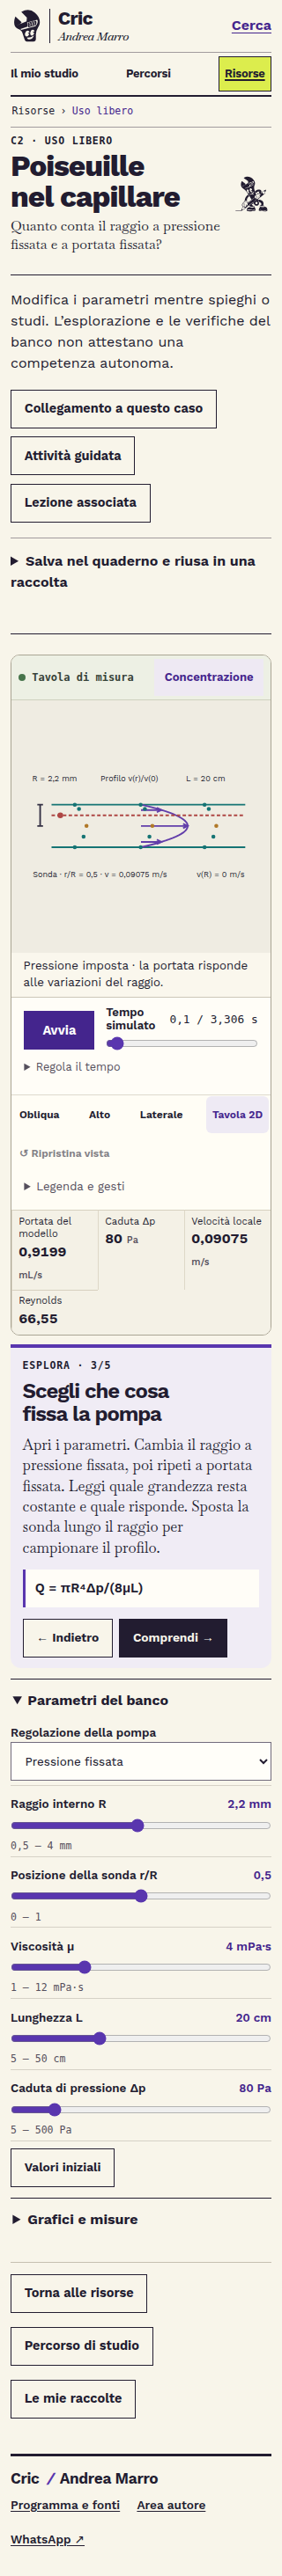 Cric
Andrea Marro
Cerca
Il mio studio
Percorsi
Risorse
Risorse › Uso libero
C2 · USO LIBERO
Poiseuille
nel capillare
Quanto conta il raggio a pressione
fissata e a portata fissata?
Modifica i parametri mentre spieghi o
studi. L’esplorazione e le verifiche del
banco non attestano una
competenza autonoma.
Collegamento a questo caso
Attività guidata
Lezione associata
▶ Salva nel quaderno e riusa in una
raccolta
Tavola di misura
Concentrazione
R = 2,2 mm
Profilo v(r)/v(0)
L = 20 cm
Sonda · r/R = 0,5 · v = 0,09075 m/s
v(R) = 0 m/s
Pressione imposta · la portata risponde
alle variazioni del raggio.
Avvia
Tempo
simulato
0,1 / 3,306 s
▶ Regola il tempo
Obliqua
Alto
Laterale
Tavola 2D
↺ Ripristina vista
▶ Legenda e gesti
Portata del
modello
0,9199
mL/s
Caduta Δp
80 Pa
Velocità locale
0,09075
m/s
Reynolds
66,55
ESPLORA · 3/5
Scegli che cosa
fissa la pompa
Apri i parametri. Cambia il raggio a
pressione fissata, poi ripeti a portata
fissata. Leggi quale grandezza resta
costante e quale risponde. Sposta la
sonda lungo il raggio per
campionare il profilo.
Q = πR⁴Δp/(8μL)
← Indietro
Comprendi →
▼ Parametri del banco
Regolazione della pompa
Pressione fissata
Raggio interno R
2,2 mm
0,5 — 4 mm
Posizione della sonda r/R
0,5
0 — 1
Viscosità μ
4 mPa·s
1 — 12 mPa·s
Lunghezza L
20 cm
5 — 50 cm
Caduta di pressione Δp
80 Pa
5 — 500 Pa
Valori iniziali
▶ Grafici e misure
Torna alle risorse
Percorso di studio
Le mie raccolte
Cric / Andrea Marro
Programma e fonti
Area autore
WhatsApp ↗